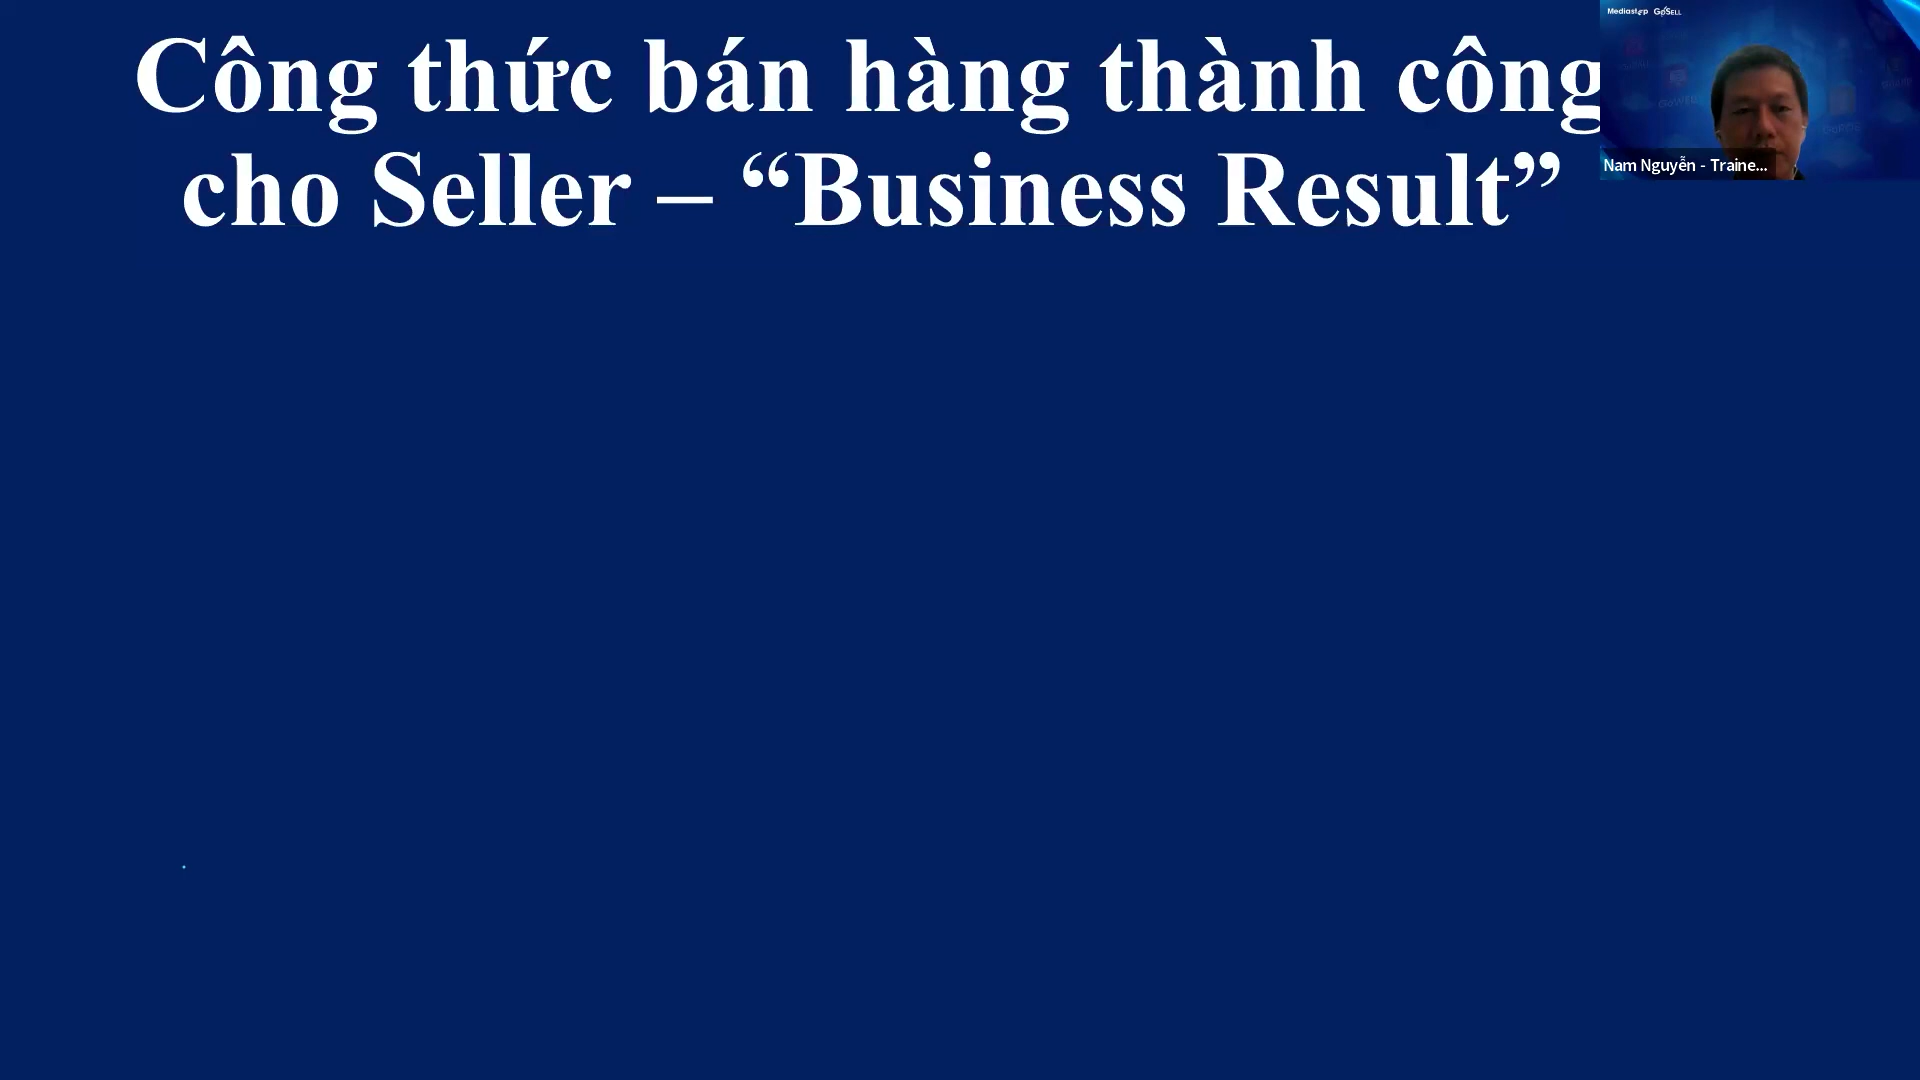 Công thức bán hàng thành công
cho Seller – “Business Result”
Mediastep GoSELL
Nam Nguyễn - Traine...